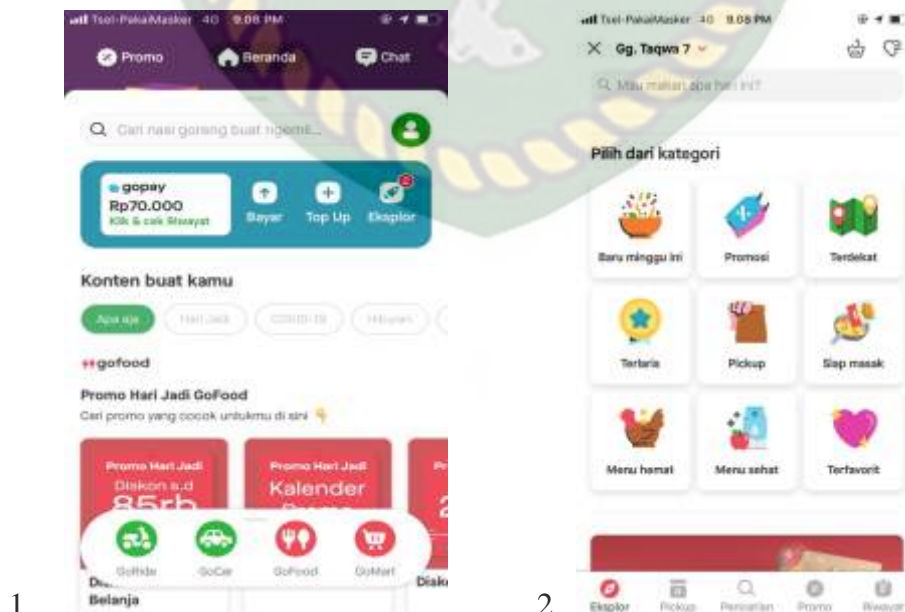 Tsel-PakaiMasker 4G 9.08 PM
Promo Beranda Chat
Cari nasi goreng buat ngemil...
gopay
Rp70.000
Klik & cek Riwayat
Bayar Top Up Eksplor
Konten buat kamu
Apa aja Hari Jadi COVID-19 Hiburan
gofood
Promo Hari Jadi GoFood
Cari promo yang cocok untukmu di sini
Promo Hari Jadi Promo Hari Jadi
Diskon s.d Kalender
85rb Promo
GoRide GoCar GoFood GoMart
Belanja
1.
Tsel-PakaiMasker 4G 9.08 PM
Gg. Taqwa 7
Mau makan apa hari ini?
Pilih dari kategori
Baru minggu ini Promosi Terdekat
Terlaris Pickup Siap masak
Menu hemat Menu sehat Terfavorit
Eksplor Pickup Pencarian Promo Riwayat
2.